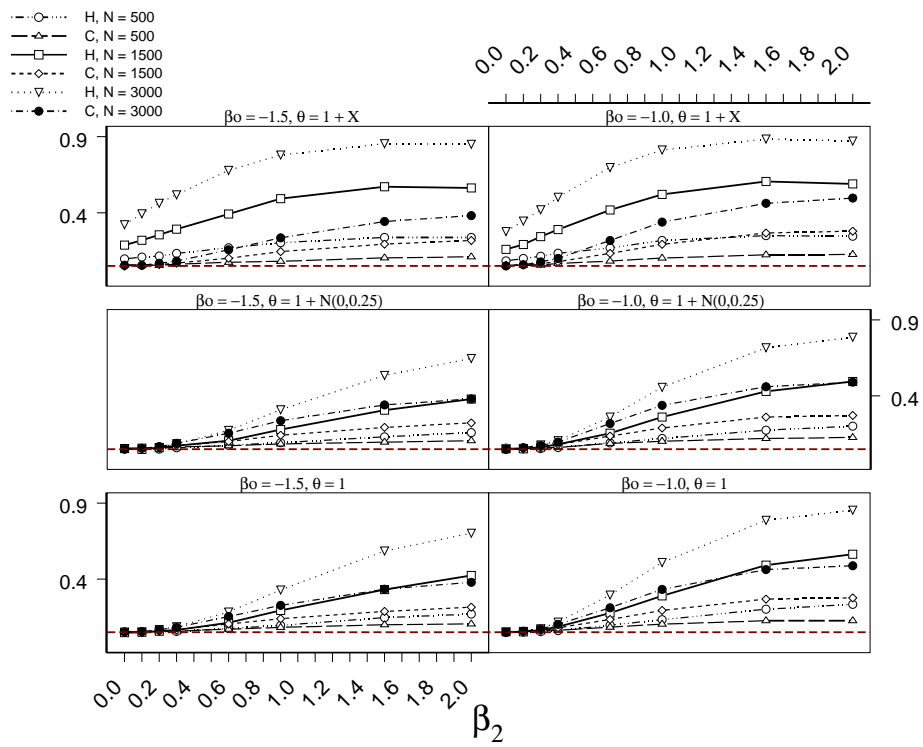 H, N = 500
C, N = 500
H, N = 1500
C, N = 1500
H, N = 3000
C, N = 3000
0.0 0.2 0.4 0.6 0.8 1.0 1.2 1.4 1.6 1.8 2.0
βo = −1.5, θ = 1 + X
βo = −1.0, θ = 1 + X
0.9
0.4
βo = −1.5, θ = 1 + N(0,0.25)
βo = −1.0, θ = 1 + N(0,0.25)
0.9
0.4
βo = −1.5, θ = 1
βo = −1.0, θ = 1
0.9
0.4
0.0 0.2 0.4 0.6 0.8 1.0 1.2 1.4 1.6 1.8 2.0
β2